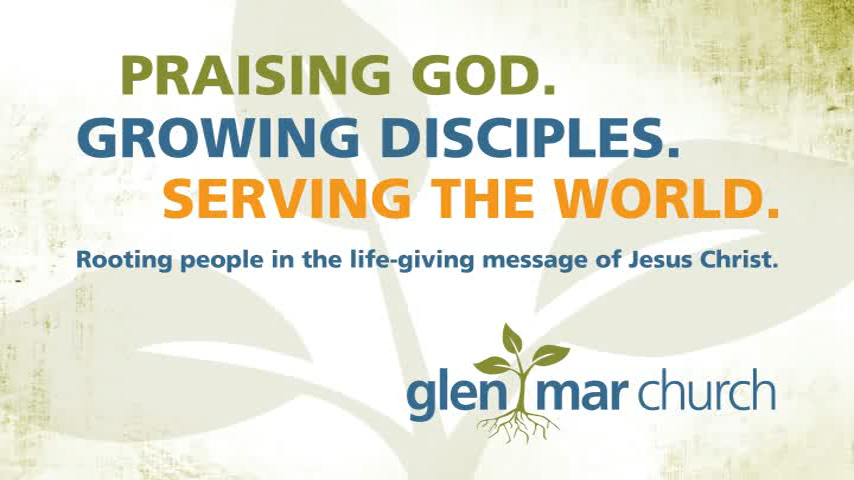 PRAISING GOD.
GROWING DISCIPLES.
SERVING THE WORLD.
Rooting people in the life-giving message of Jesus Christ.
glen mar church